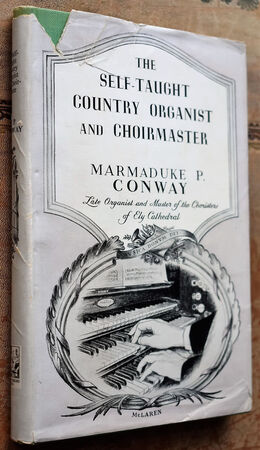 THE
SELF-TAUGHT
COUNTRY ORGANIST
AND CHOIRMASTER
MARMADUKE P.
CONWAY
Late Organist and Master of the Choristers
of Ely Cathedral
McLAREN